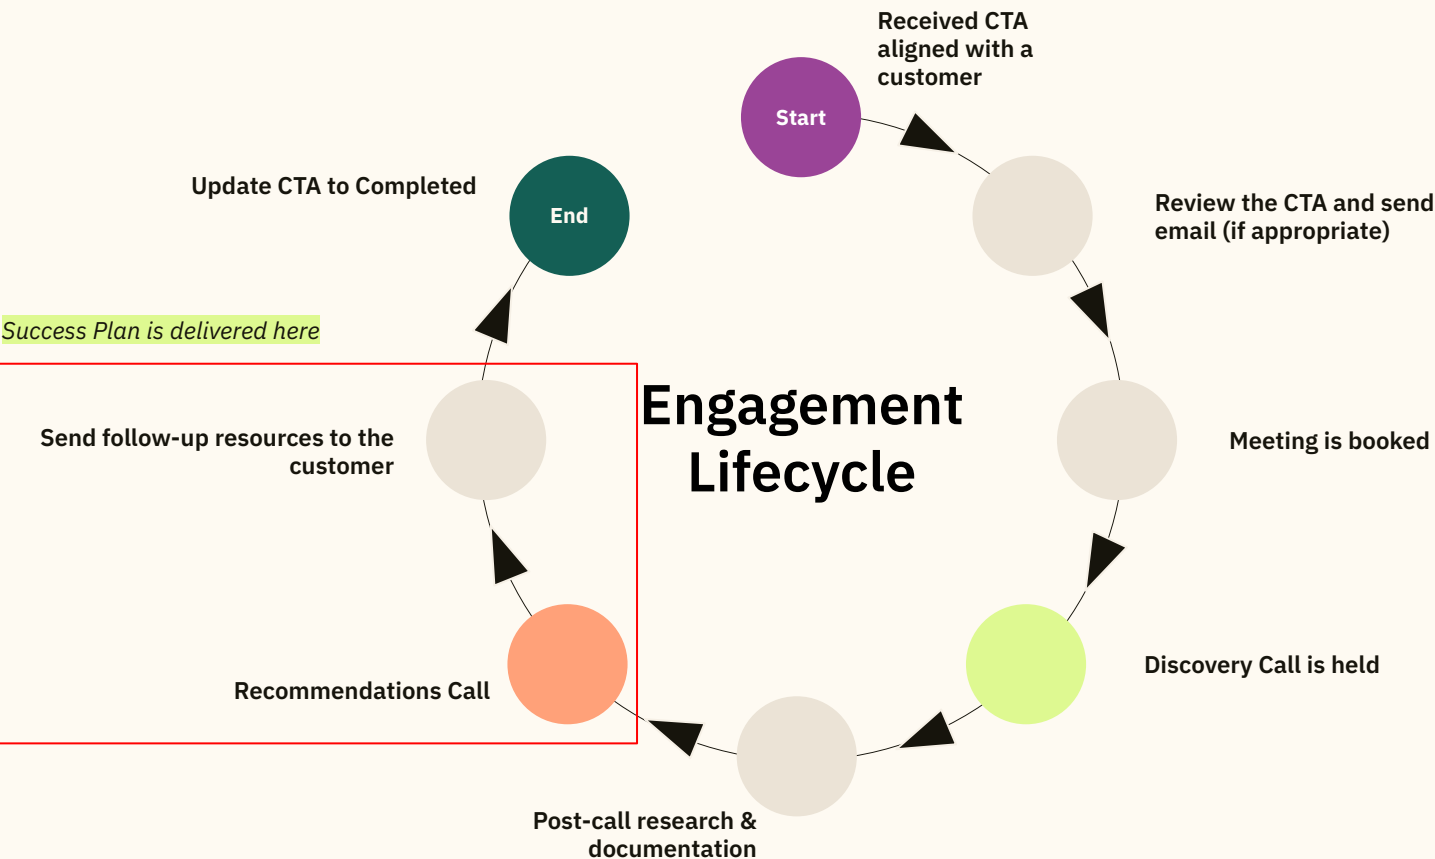 Received CTA
aligned with a
customer
Start
Review the CTA and send
email (if appropriate)
Meeting is booked
Discovery Call is held
Post-call research &
documentation
Recommendations Call
Send follow-up resources to the
customer
Success Plan is delivered here
Update CTA to Completed
End
Engagement
Lifecycle